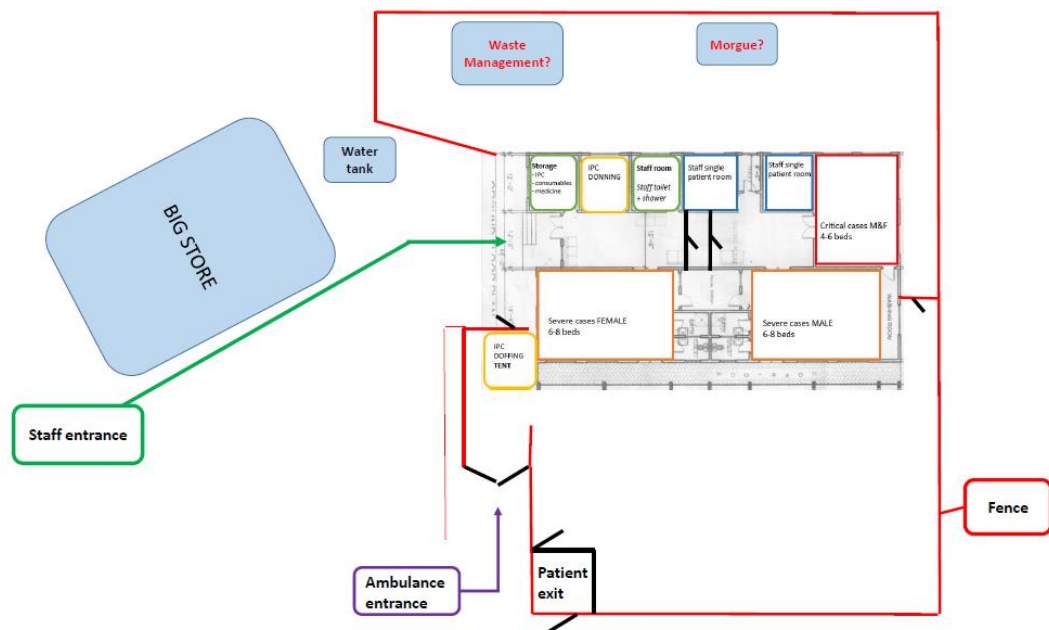 Waste
Management?
Morgue?
Water
tank
BIG STORE
Storage
- IPC
- consumables
- medicine
IPC
DONNING
Staff room
Staff toilet
+ shower
Staff single
patient room
Staff single
patient room
Critical cases M&F
4-6 beds
Severe cases FEMALE
6-8 beds
Severe cases MALE
6-8 beds
IPC
DOFFING
TENT
Staff entrance
Fence
Ambulance
entrance
Patient
exit